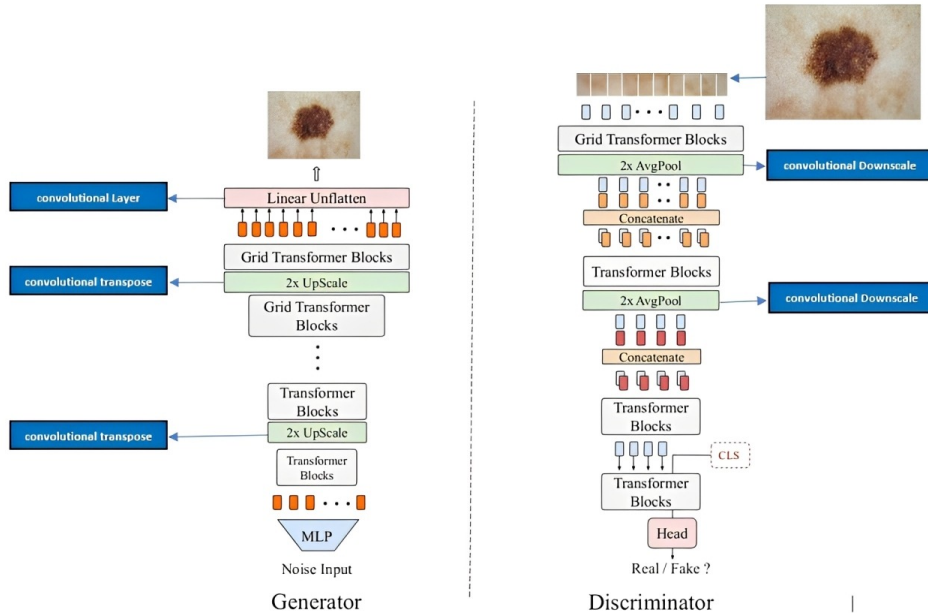 convolutional Layer
Linear Unflatten
Grid Transformer Blocks
convolutional transpose
2x UpScale
Grid Transformer
Blocks
Transformer
Blocks
convolutional transpose
2x UpScale
Transformer
Blocks
MLP
Noise Input
Generator
Grid Transformer Blocks
2x AvgPool
convolutional Downscale
Concatenate
Transformer Blocks
2x AvgPool
convolutional Downscale
Concatenate
Transformer
Blocks
CLS
Transformer
Blocks
Head
Real / Fake ?
Discriminator